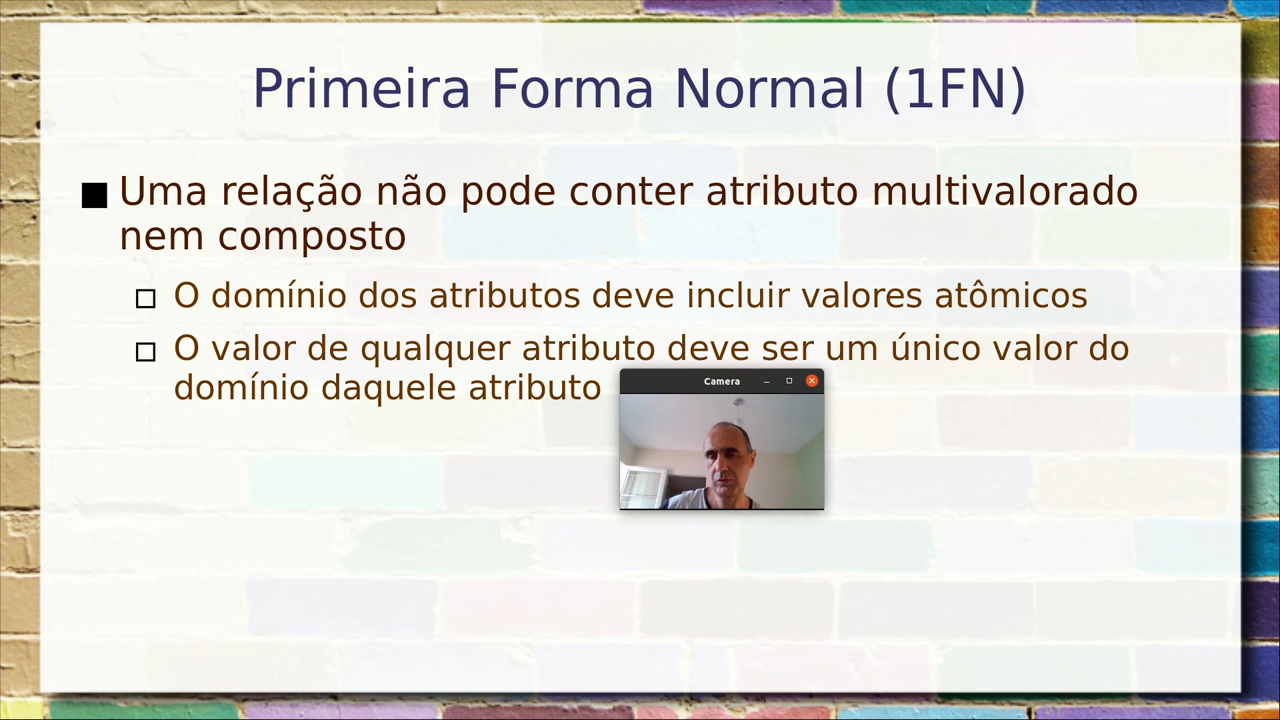 Primeira Forma Normal (1FN)
Uma relação não pode conter atributo multivalorado
nem composto
O domínio dos atributos deve incluir valores atômicos
O valor de qualquer atributo deve ser um único valor do
domínio daquele atributo
Camera